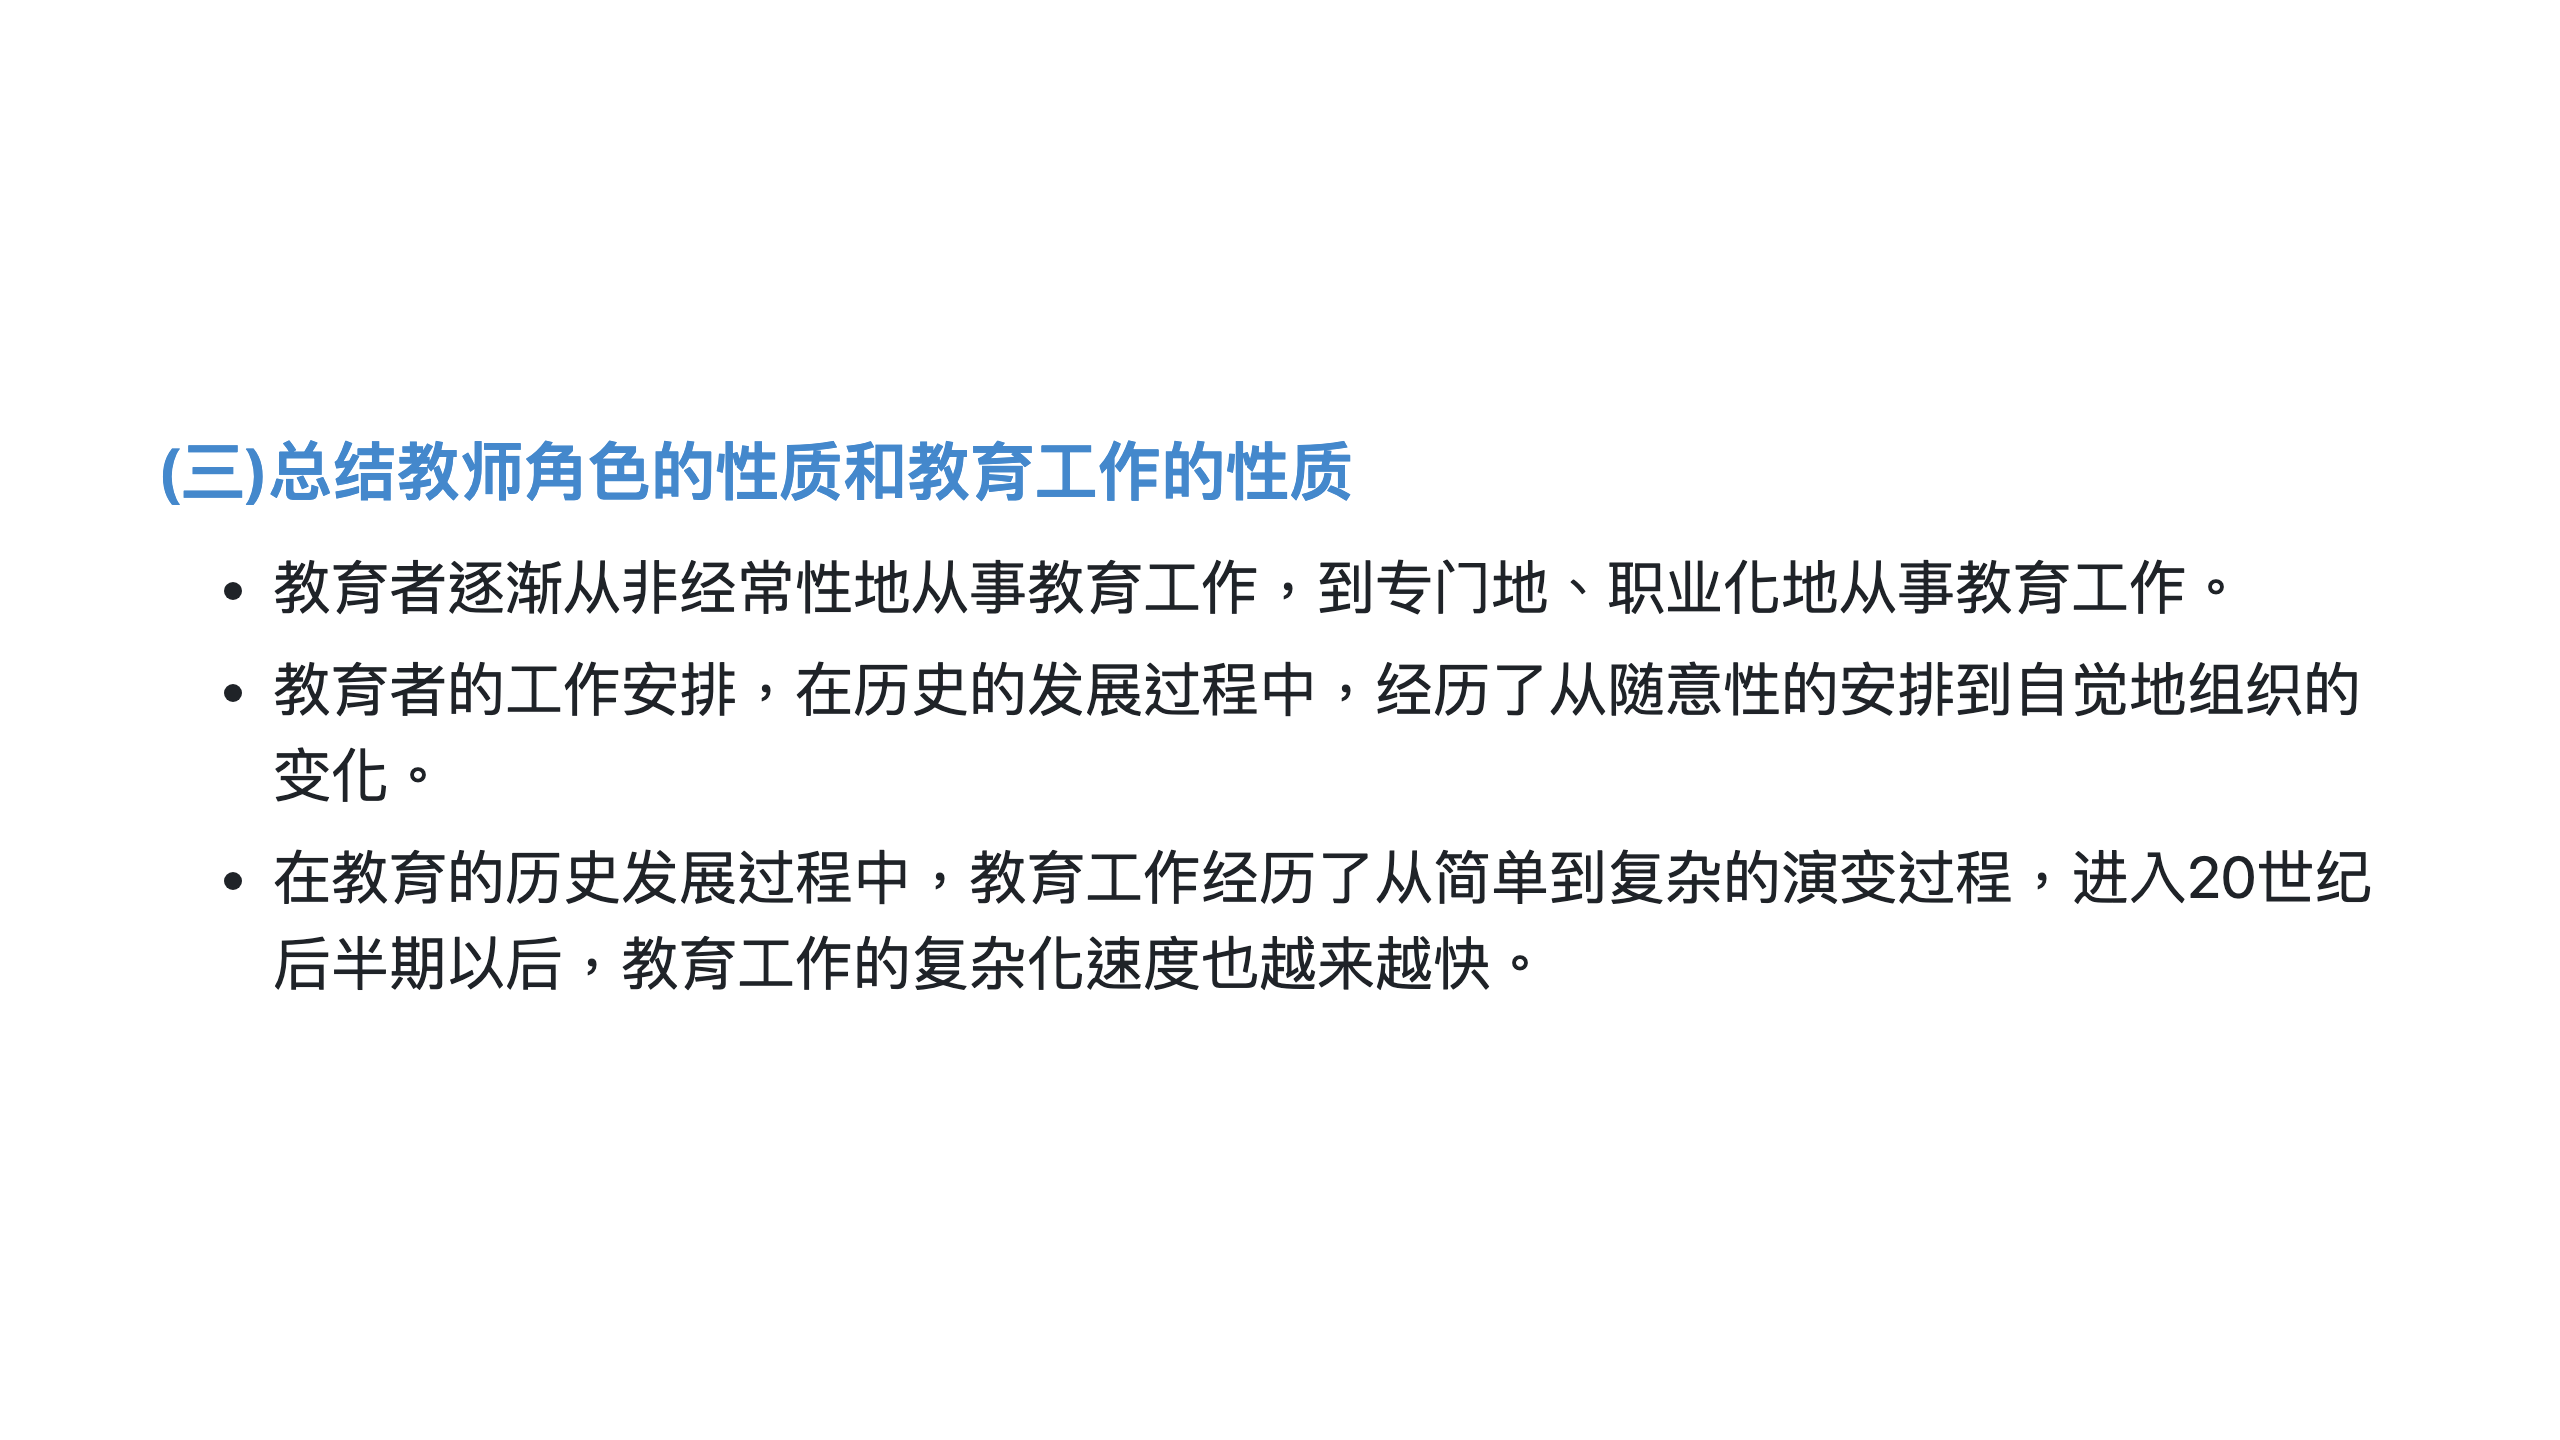 (三)总结教师角色的性质和教育工作的性质
• 教育者逐渐从非经常性地从事教育工作，到专门地、职业化地从事教育工作。
• 教育者的工作安排，在历史的发展过程中，经历了从随意性的安排到自觉地组织的
变化。
• 在教育的历史发展过程中，教育工作经历了从简单到复杂的演变过程，进入20世纪
后半期以后，教育工作的复杂化速度也越来越快。